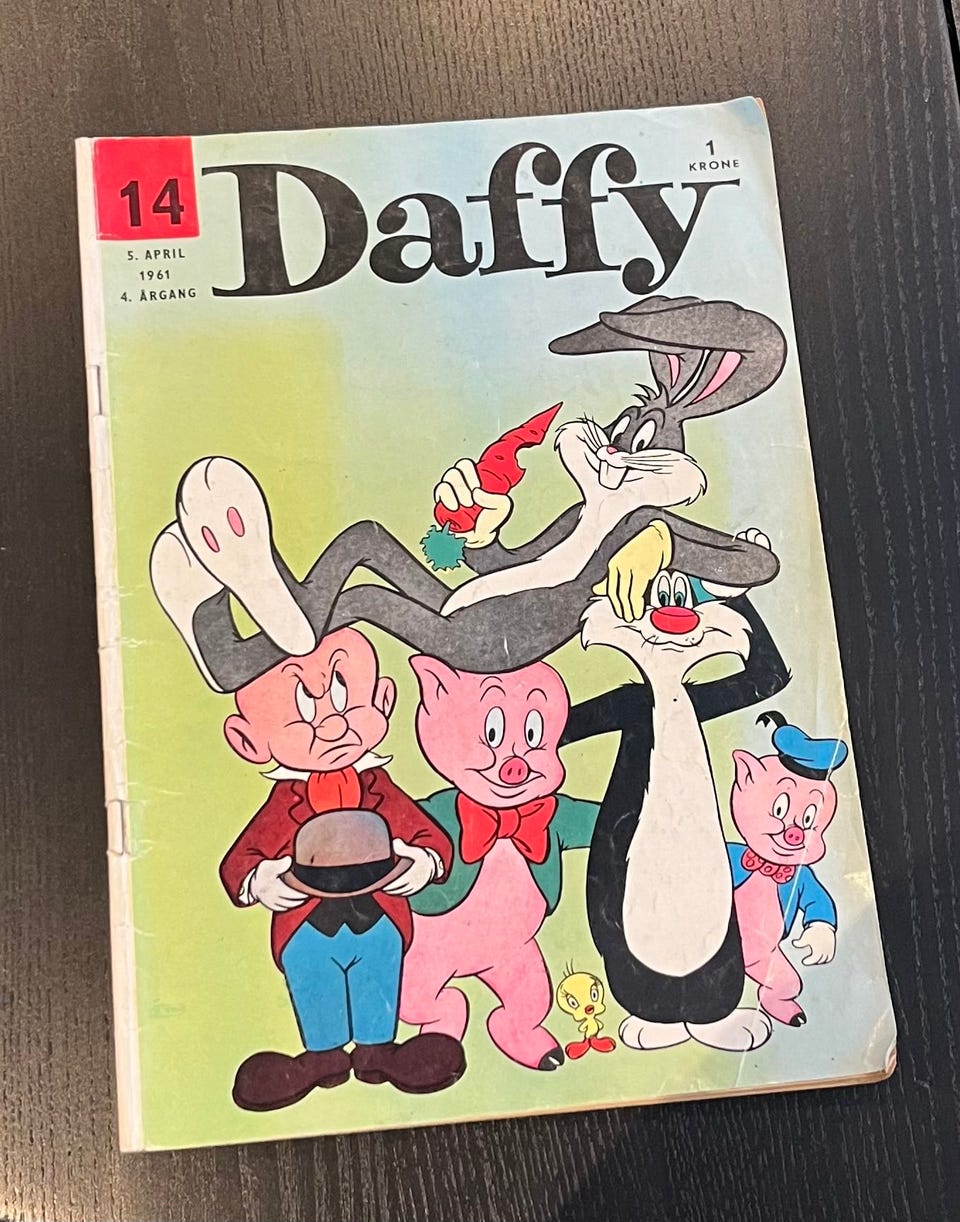 14
Daffy
1
KRONE
5. APRIL
1961
4. ÅRGANG